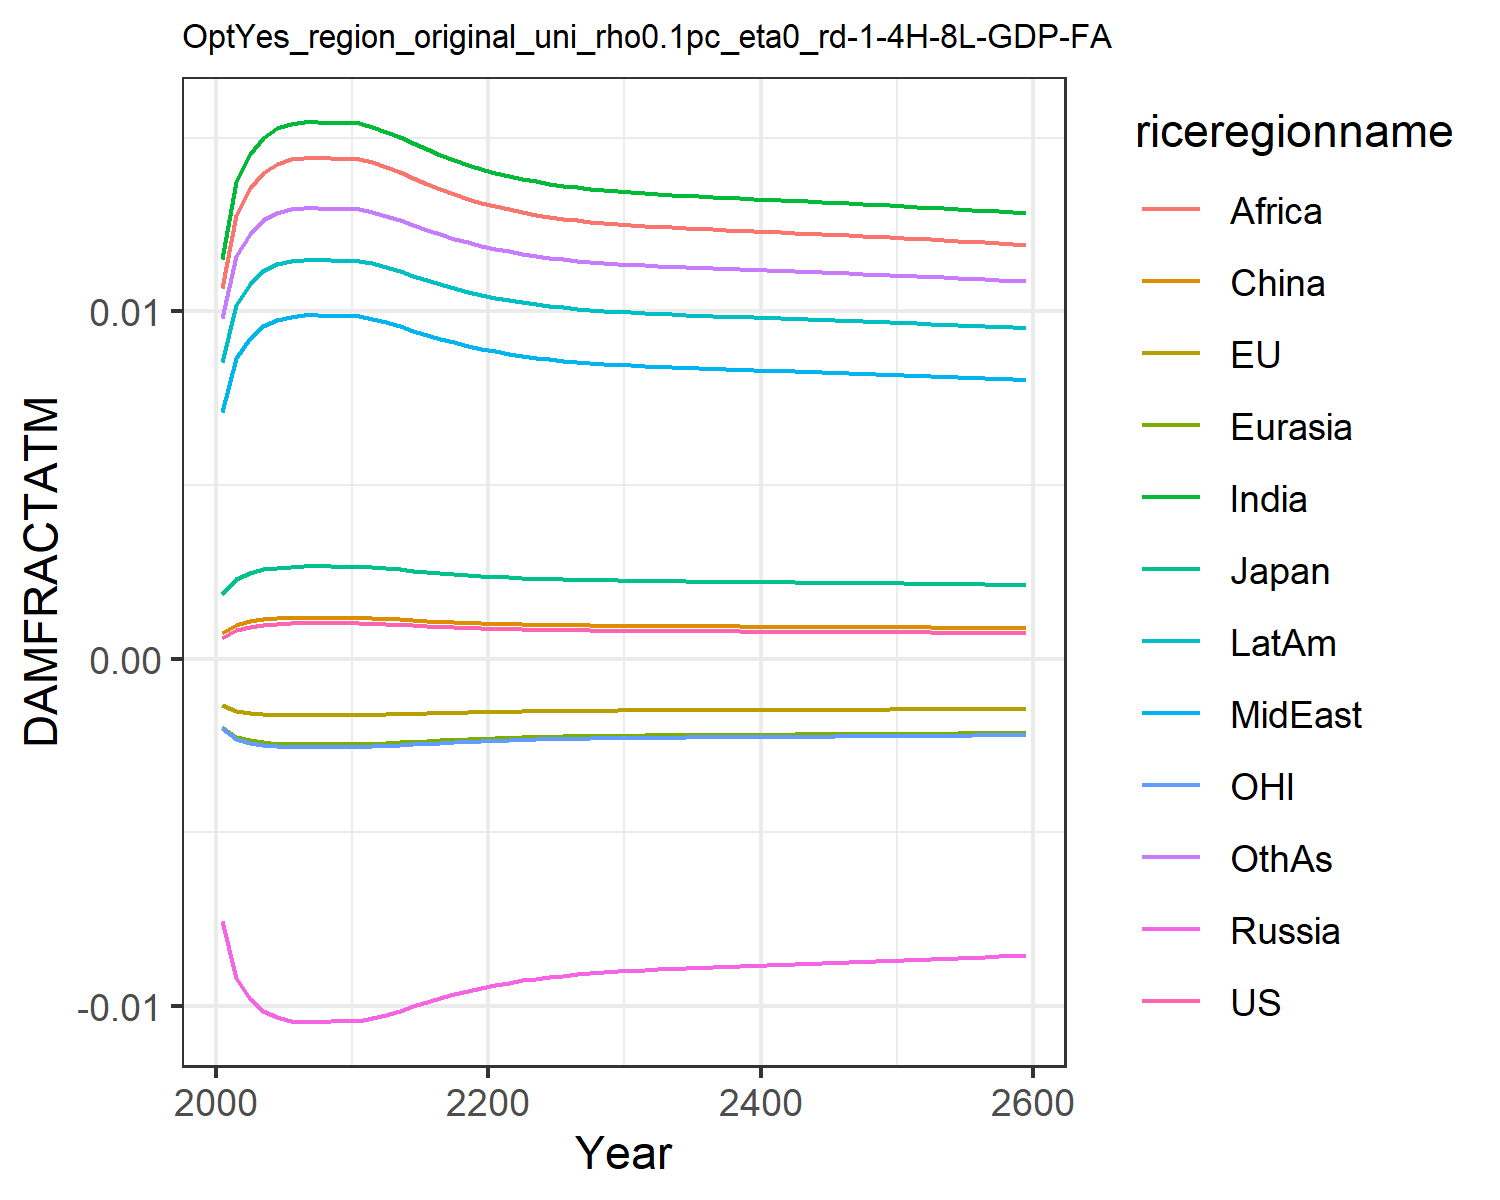 OptYes_region_original_uni_rho0.1pc_eta0_rd-1-4H-8L-GDP-FA
DAMFRACTATM
0.01
0.00
-0.01
2000
2200
2400
2600
Year
riceregionname
Africa
China
EU
Eurasia
India
Japan
LatAm
MidEast
OHI
OthAs
Russia
US